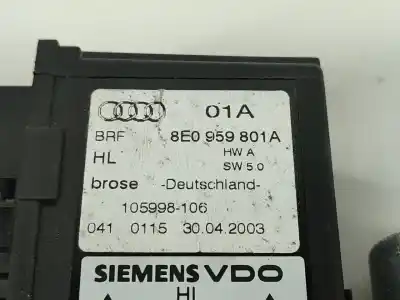 01A
BRF 8E0 959 801A
HL HW A
SW 5.0
brose -Deutschland-
105998-106
041 0115 30.04.2003
SIEMENS VDO
HL